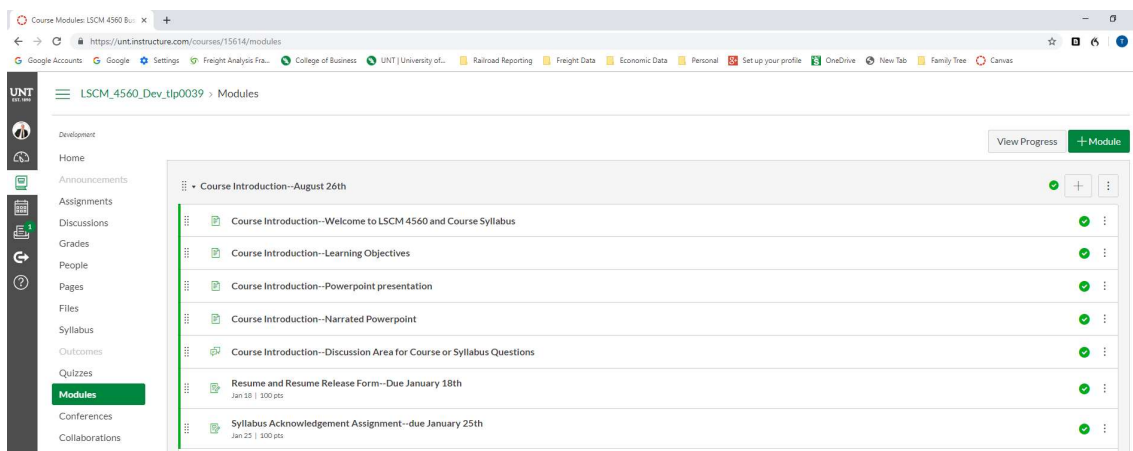 Course Modules: LSCM 4560 Bus
https://unt.instructure.com/courses/15614/modules
Google Accounts Google Settings Freight Analysis Fra... College of Business UNT | University of... Railroad Reporting Freight Data Economic Data Personal Set up your profile OneDrive New Tab Family Tree Canvas
UNT
EST. 1890
LSCM_4560_Dev_tlp0039 > Modules
Development
View Progress + Module
Home
Announcements
Assignments
Discussions
Grades
People
Pages
Files
Syllabus
Outcomes
Quizzes
Modules
Conferences
Collaborations
1
Course Introduction--August 26th
Course Introduction--Welcome to LSCM 4560 and Course Syllabus
Course Introduction--Learning Objectives
Course Introduction--Powerpoint presentation
Course Introduction--Narrated Powerpoint
Course Introduction--Discussion Area for Course or Syllabus Questions
Resume and Resume Release Form--Due January 18th
Jan 18 | 100 pts
Syllabus Acknowledgement Assignment--due January 25th
Jan 25 | 100 pts